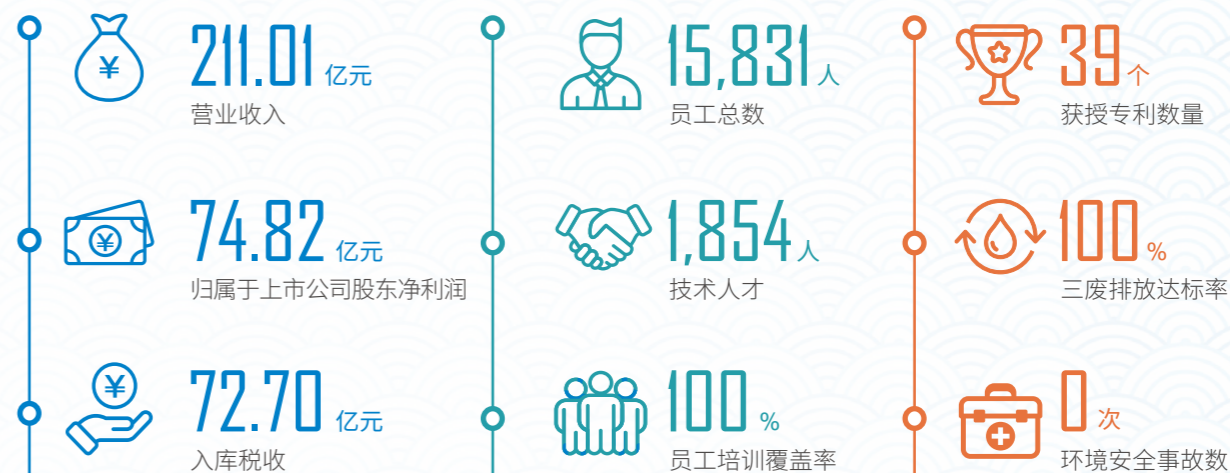 211.01 亿元
营业收入
74.82 亿元
归属于上市公司股东净利润
72.70 亿元
入库税收
15,831 人
员工总数
1,854 人
技术人才
100 %
员工培训覆盖率
39 个
获授专利数量
100 %
三废排放达标率
0 次
环境安全事故数